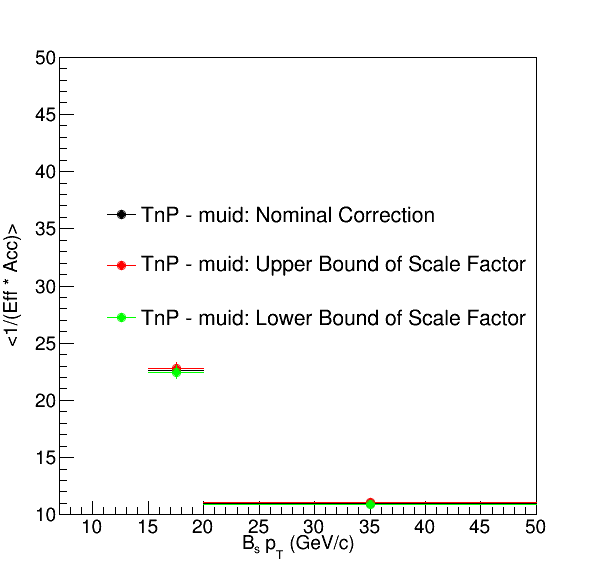 50
45
40
35
30
25
20
15
10
<1/(Eff * Acc)>
TnP - muid: Nominal Correction
TnP - muid: Upper Bound of Scale Factor
TnP - muid: Lower Bound of Scale Factor
10 15 20 25 30 35 40 45 50
Bs pT (GeV/c)